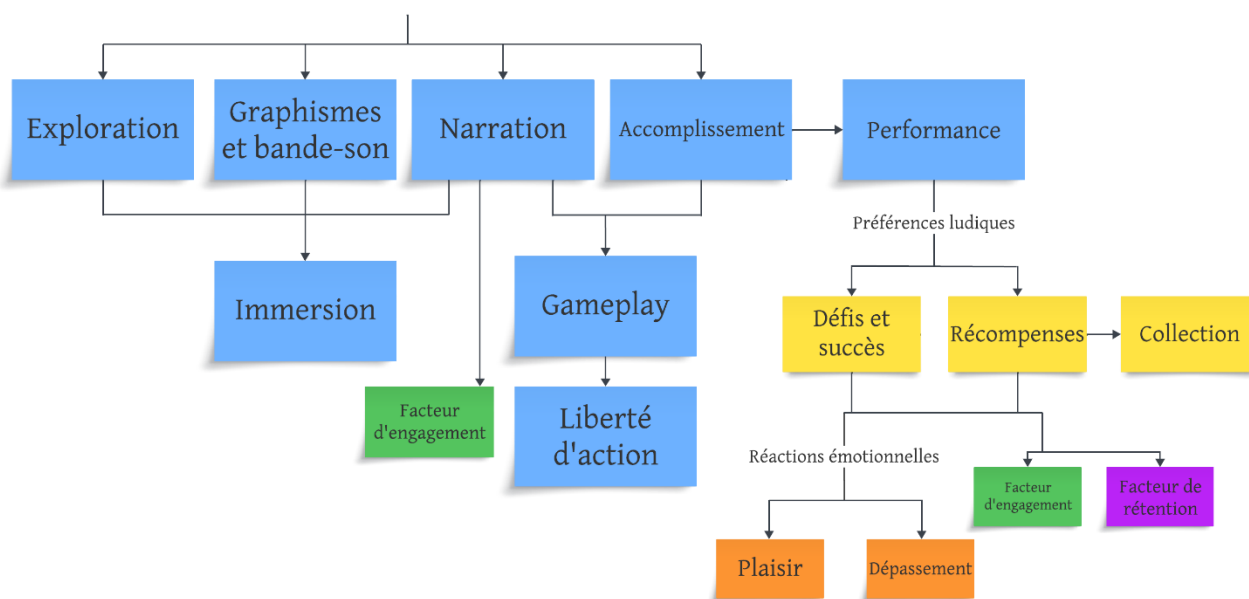 Exploration
Graphismes
et bande-son
Narration
Accomplissement
Performance
Préférences ludiques
Immersion
Gameplay
Défis et
succès
Récompenses
Collection
Facteur
d'engagement
Liberté
d'action
Réactions émotionnelles
Facteur
d'engagement
Facteur de
rétention
Plaisir
Dépassement